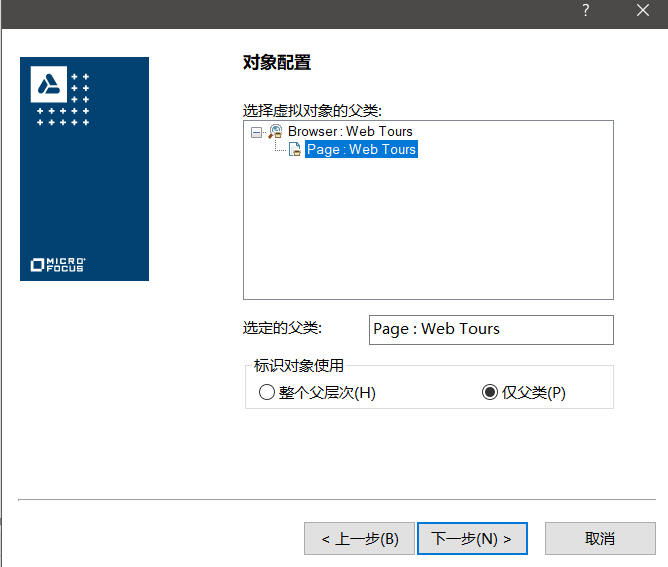 ?
对象配置
选择虚拟对象的父类:
Browser : Web Tours
Page : Web Tours
选定的父类:
Page : Web Tours
标识对象使用
整个父层次(H)
仅父类(P)
MICRO
FOCUS
< 上一步(B)
下一步(N) >
取消